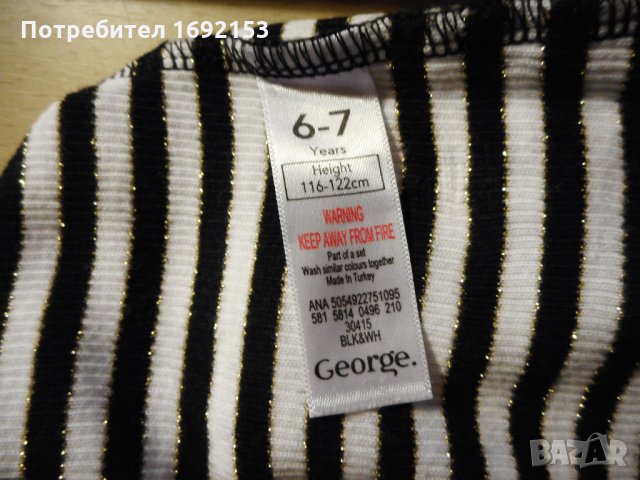 Потребител 1692153
6-7
Years
Height
116-122cm
WARNING
KEEP AWAY FROM FIRE
Part of a set
Wash similar colours together
Made In Turkey
ANA 5054922751095
581 5814 0496 210
30415
BLK&WH
George.
BAZAR